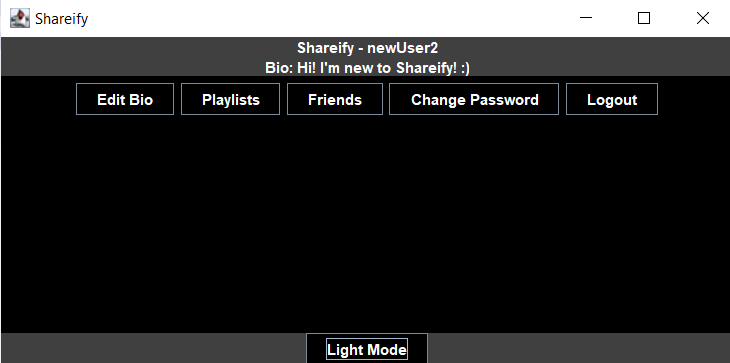 Shareify
Shareify - newUser2
Bio: Hi! I'm new to Shareify! :)
Edit Bio Playlists Friends Change Password Logout
Light Mode